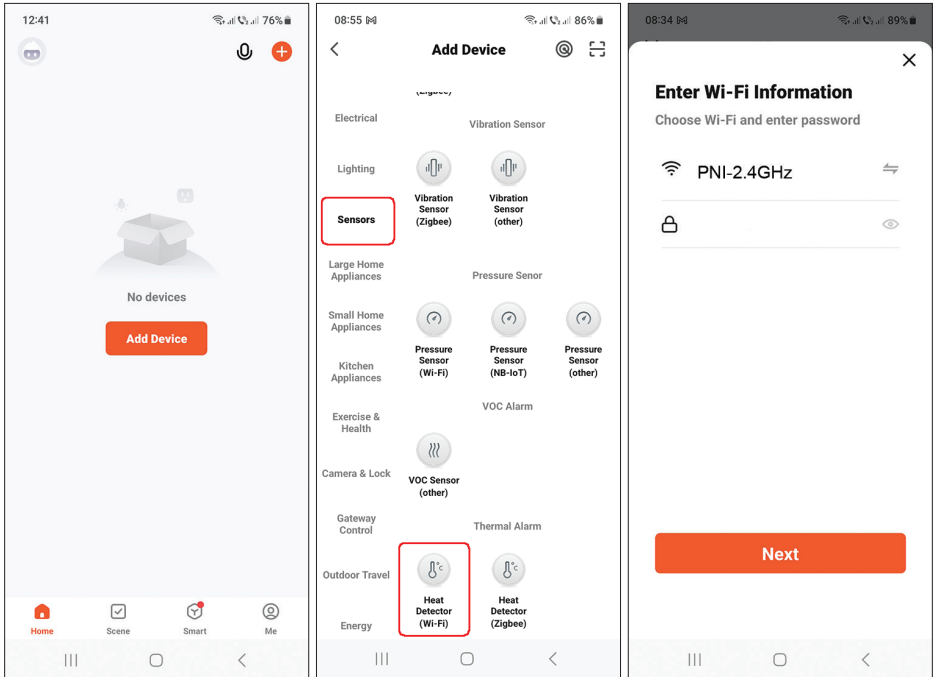 12:41
76%
No devices
Add Device
Home
Scene
Smart
Me
08:55
86%
Add Device
(Zigbee)
Electrical
Vibration Sensor
Lighting
Vibration
Sensor
(Zigbee)
Vibration
Sensor
(other)
Sensors
Large Home
Appliances
Pressure Senor
Small Home
Appliances
Pressure
Sensor
(Wi-Fi)
Pressure
Sensor
(NB-IoT)
Pressure
Sensor
(other)
Kitchen
Appliances
VOC Alarm
Exercise &
Health
Camera & Lock
VOC Sensor
(other)
Gateway
Control
Thermal Alarm
Outdoor Travel
Heat
Detector
(Wi-Fi)
Heat
Detector
(Zigbee)
Energy
08:34
89%
Enter Wi-Fi Information
Choose Wi-Fi and enter password
PNI-2.4GHz
Next